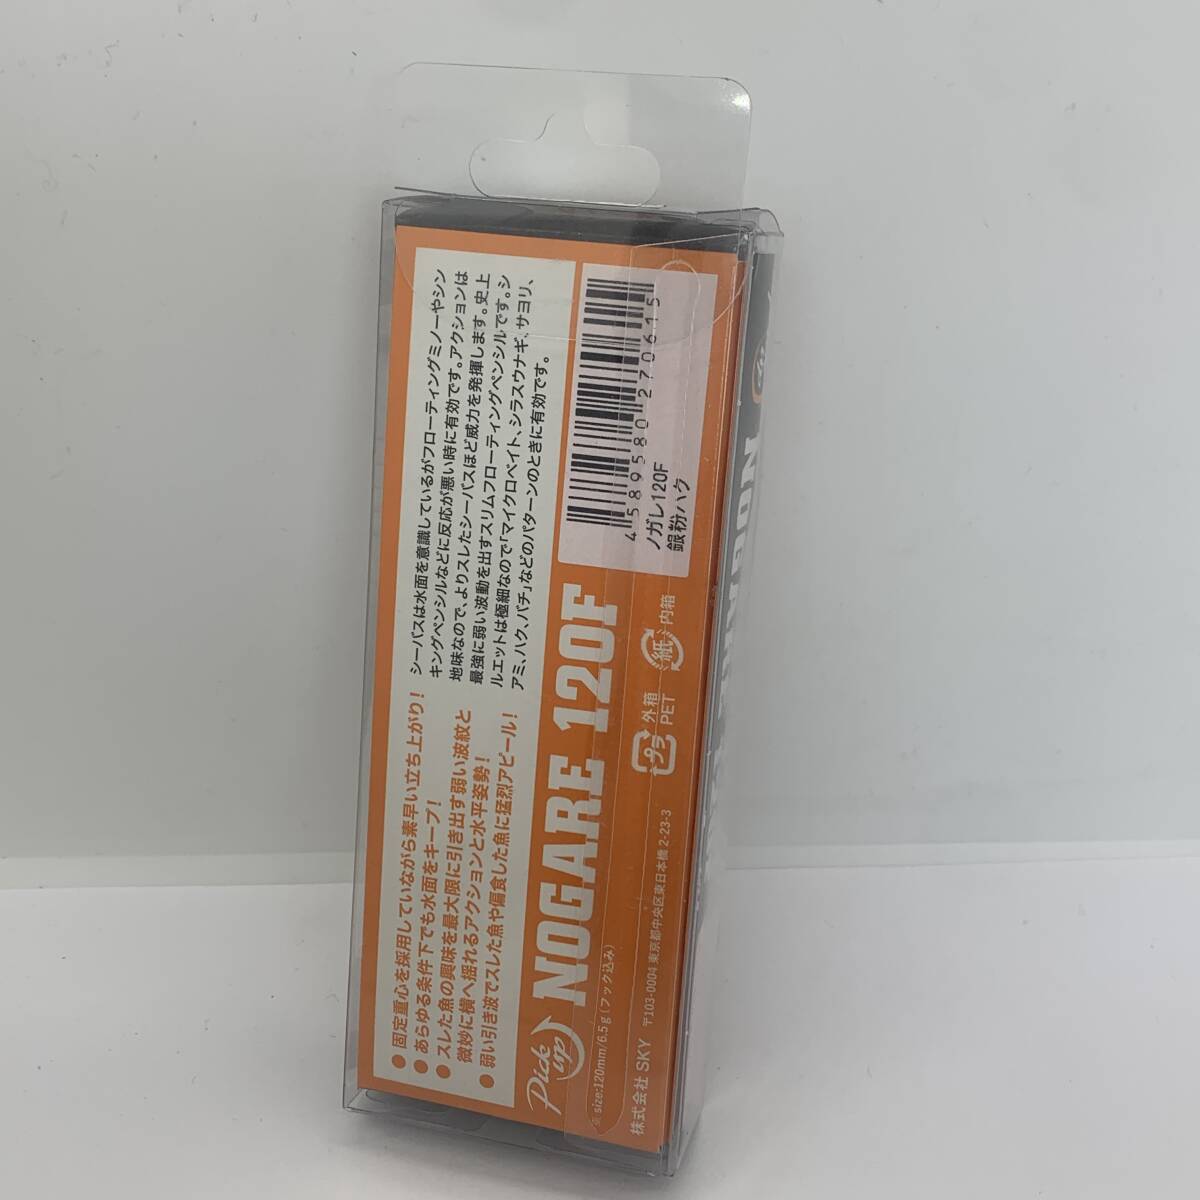 ● 固定重心を採用していながら素早い立ち上がり!
● あらゆる条件下でも水面をキープ!
● スレた魚の興味を最大限に引き出す弱い波紋と
微妙に横へ揺れるアクションと水平姿勢!
● 弱い引き波でスレた魚や偏食した魚に猛烈アピール!
シーバスは水面を意識しているがフローティングミノーやシン
キングペンシルなどに反応が悪い時に有効です。アクションは
地味なので、よりスレたシーバスほど威力を発揮します。史上
最強に弱い波動を出すスリムフローティングペンシルです。シ
ルエットは極細なので「マイクロベイト、シラスウナギ、サヨリ、
アミ、ハク、バチ」などのパターンのときに有効です。
Pick up
NOGARE 120F
4 589580 270615
ノガレ120F
銀粉ハク
size:120mm/6.5g(フック込み)
プラ
外箱
PET
紙
内箱
株式会社 SKY 〒103-0004 東京都中央区東日本橋 2-23-3